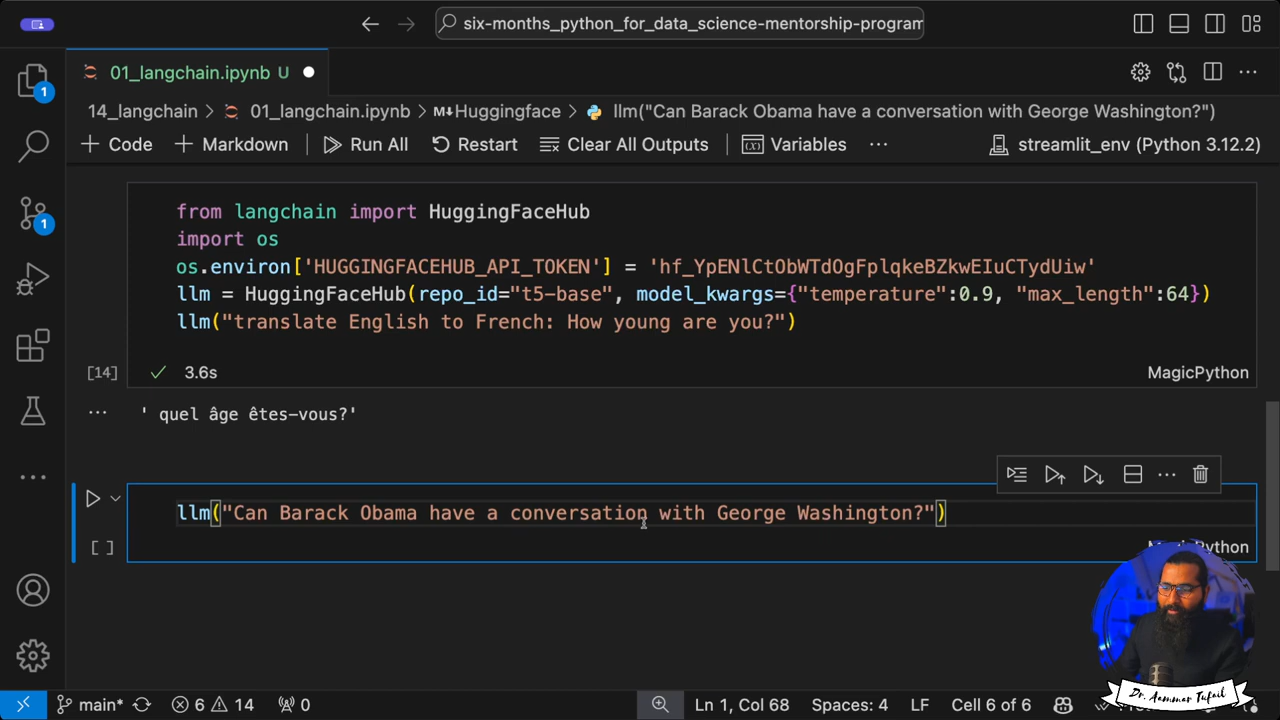 six-months_python_for_data_science-mentorship-program
01_langchain.ipynb U
14_langchain > 01_langchain.ipynb > M↓Huggingface > llm("Can Barack Obama have a conversation with George Washington?")
+ Code + Markdown Run All Restart Clear All Outputs Variables ... streamlit_env (Python 3.12.2)
from langchain import HuggingFaceHub
import os
os.environ['HUGGINGFACEHUB_API_TOKEN'] = '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'
llm = HuggingFaceHub(repo_id="t5-base", model_kwargs={"temperature":0.9, "max_length":64})
llm("translate English to French: How young are you?")
[14] 3.6s MagicPython
... ' quel âge êtes-vous?'
llm("Can Barack Obama have a conversation with George Washington?")
[ ]
1
1
Dr. Aammar Tufail
main* 6 14 0 Ln 1, Col 68 Spaces: 4 LF Cell 6 of 6